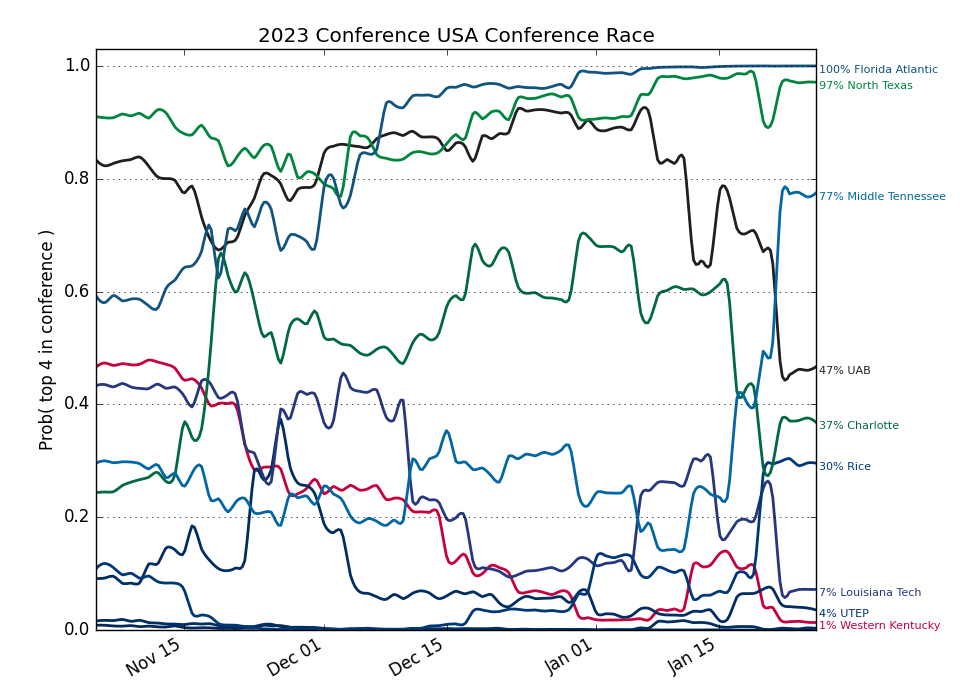 2023 Conference USA Conference Race
Prob( top 4 in conference )
1.0
0.8
0.6
0.4
0.2
0.0
Nov 15
Dec 01
Dec 15
Jan 01
Jan 15
100% Florida Atlantic
97% North Texas
77% Middle Tennessee
47% UAB
37% Charlotte
30% Rice
7% Louisiana Tech
4% UTEP
1% Western Kentucky